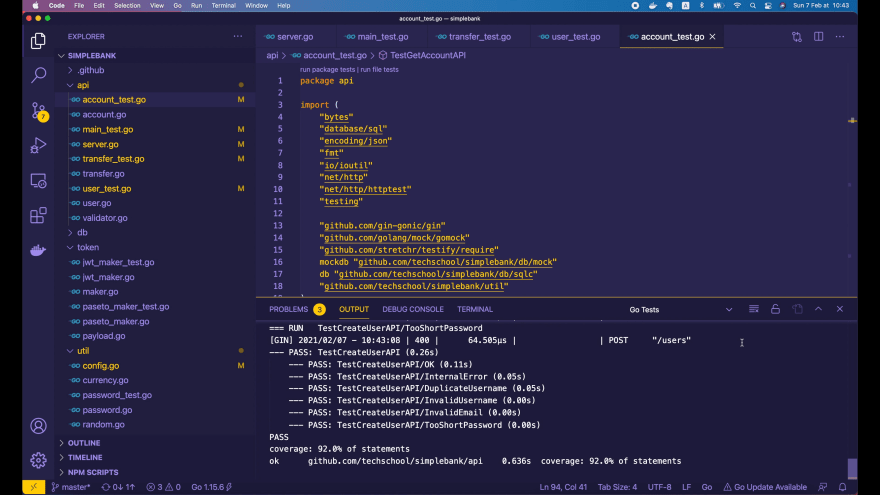 Code File Edit Selection View Go Run Terminal Window Help
Sun 7 Feb at 10:43
account_test.go — simplebank
EXPLORER
SIMPLEBANK
.github
api
account_test.go M
account.go
main_test.go M
server.go M
transfer_test.go M
transfer.go
user_test.go M
user.go
validator.go
db
token
jwt_maker_test.go
jwt_maker.go
maker.go
paseto_maker_test.go
paseto_maker.go
payload.go
util
config.go M
currency.go
password_test.go
password.go
random.go
OUTLINE
TIMELINE
NPM SCRIPTS
7
server.go main_test.go transfer_test.go user_test.go account_test.go
api > account_test.go > TestGetAccountAPI
run package tests | run file tests
1 package api
2
3 import (
4 "bytes"
5 "database/sql"
6 "encoding/json"
7 "fmt"
8 "io/ioutil"
9 "net/http"
10 "net/http/httptest"
11 "testing"
12
13 "github.com/gin-gonic/gin"
14 "github.com/golang/mock/gomock"
15 "github.com/stretchr/testify/require"
16 mockdb "github.com/techschool/simplebank/db/mock"
17 db "github.com/techschool/simplebank/db/sqlc"
18 "github.com/techschool/simplebank/util"
PROBLEMS 3 OUTPUT DEBUG CONSOLE TERMINAL Go Tests
=== RUN TestCreateUserAPI/TooShortPassword
[GIN] 2021/02/07 - 10:43:08 | 400 | 64.505µs | | POST "/users"
--- PASS: TestCreateUserAPI (0.26s)
--- PASS: TestCreateUserAPI/OK (0.11s)
--- PASS: TestCreateUserAPI/InternalError (0.05s)
--- PASS: TestCreateUserAPI/DuplicateUsername (0.05s)
--- PASS: TestCreateUserAPI/InvalidUsername (0.00s)
--- PASS: TestCreateUserAPI/InvalidEmail (0.00s)
--- PASS: TestCreateUserAPI/TooShortPassword (0.00s)
PASS
coverage: 92.0% of statements
ok github.com/techschool/simplebank/api 0.636s coverage: 92.0% of statements
master* 0↓ 1↑ 3 0 Go 1.15.6 Ln 94, Col 41 Tab Size: 4 UTF-8 LF Go Go Update Available